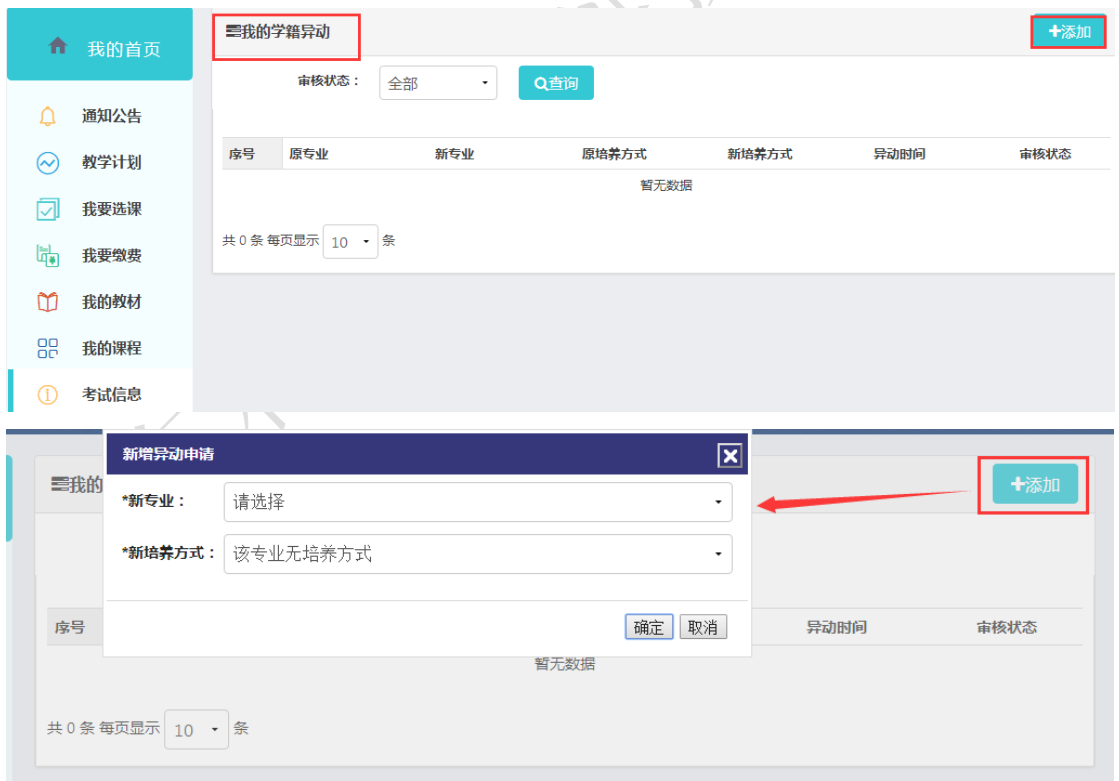 我的首页
通知公告
教学计划
我要选课
我要缴费
我的教材
我的课程
考试信息
我的学籍异动
+添加
审核状态： 全部 查询
序号 原专业 新专业 原培养方式 新培养方式 异动时间 审核状态
暂无数据
共 0 条 每页显示 10 条
新增异动申请
我的
+添加
*新专业： 请选择
*新培养方式： 该专业无培养方式
确定 取消
序号 异动时间 审核状态
暂无数据
共 0 条 每页显示 10 条